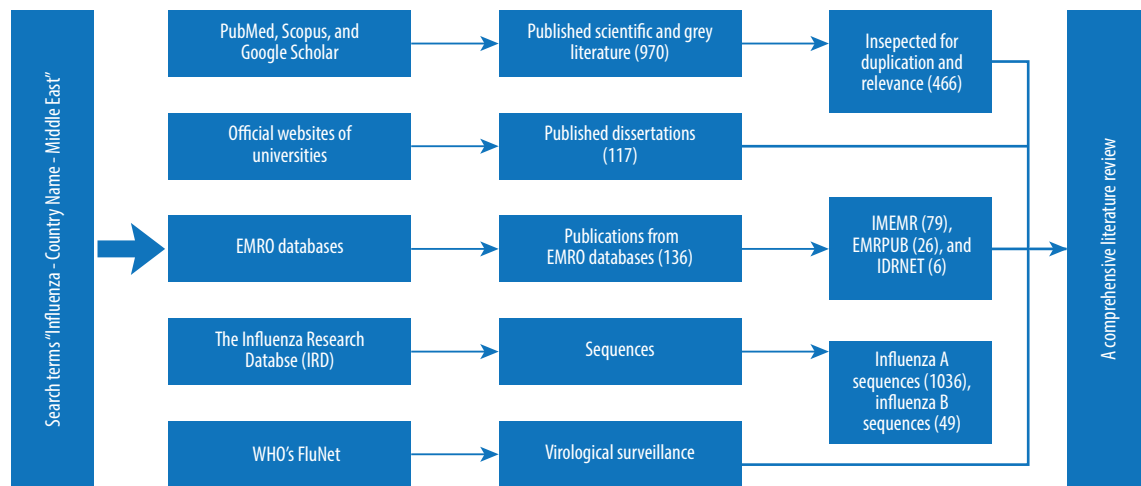 Search terms “Influenza - Country Name - Middle East”
PubMed, Scopus, and
Google Scholar
Published scientific and grey
literature (970)
Insepected for
duplication and
relevance (466)
Official websites of
universities
Published dissertations
(117)
EMRO databases
Publications from
EMRO databases (136)
IMEMR (79),
EMRPUB (26), and
IDRNET (6)
The Influenza Research
Databse (IRD)
Sequences
Influenza A
sequences (1036),
influenza B
sequences (49)
WHO’s FluNet
Virological surveillance
A comprehensive literature review